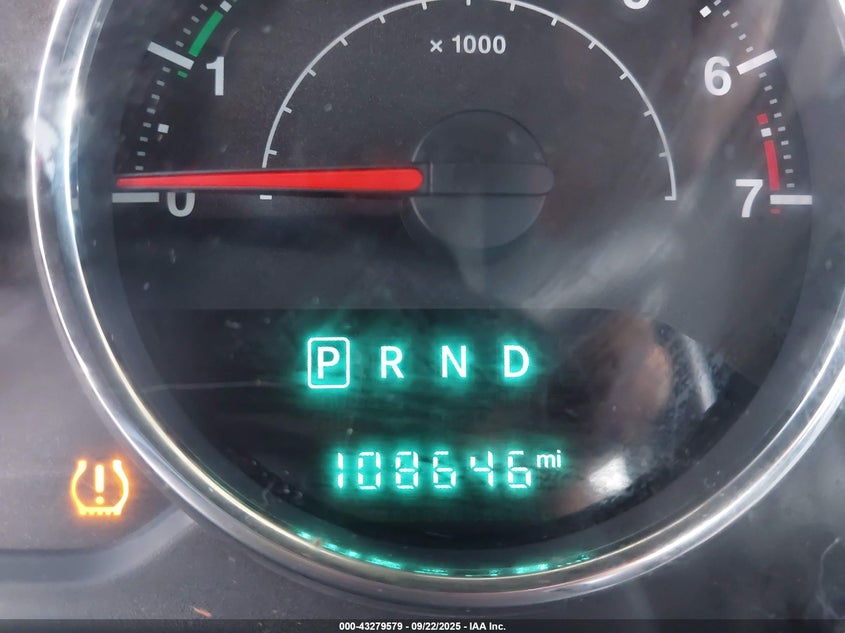 x 1000
1
6
0
7
P R N D
108646 mi
000-43279579 - 09/22/2025 - IAA Inc.